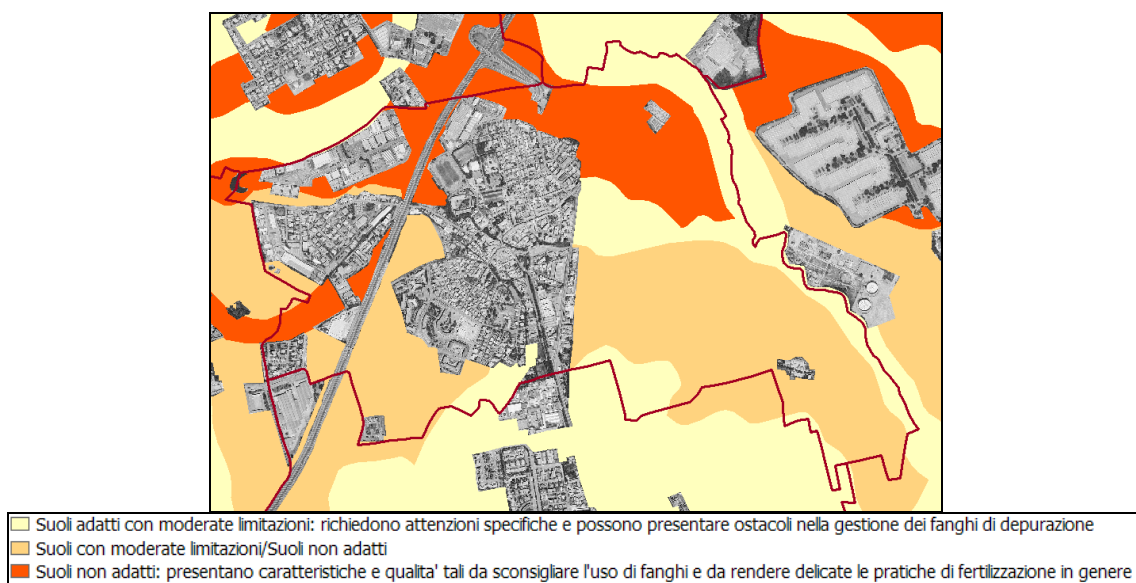 Suoli adatti con moderate limitazioni: richiedono attenzioni specifiche e possono presentare ostacoli nella gestione dei fanghi di depurazione
Suoli con moderate limitazioni/Suoli non adatti
Suoli non adatti: presentano caratteristiche e qualita' tali da sconsigliare l'uso di fanghi e da rendere delicate le pratiche di fertilizzazione in genere